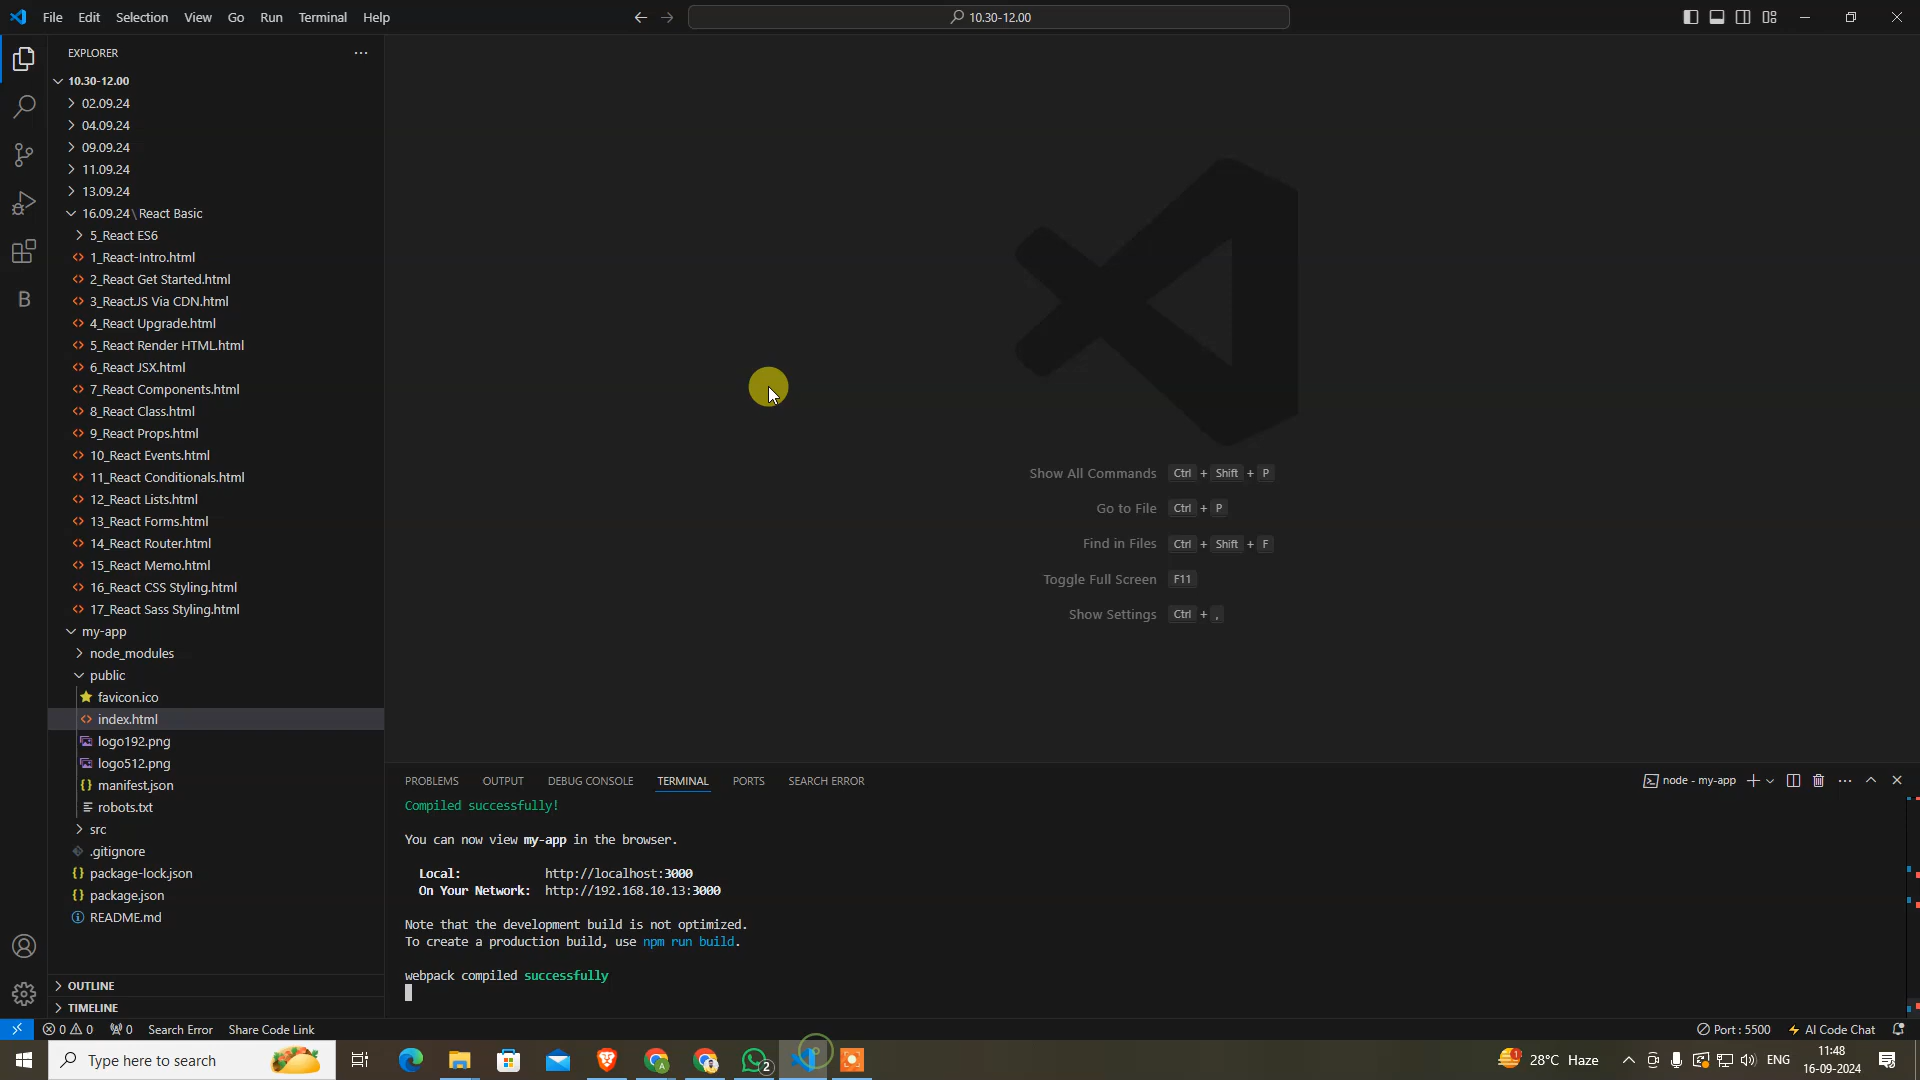 File Edit Selection View Go Run Terminal Help
10.30-12.00
EXPLORER
10.30-12.00
02.09.24
04.09.24
09.09.24
11.09.24
13.09.24
16.09.24\React Basic
5_React ES6
1_React-Intro.html
2_React Get Started.html
3_React.JS Via CDN.html
4_React Upgrade.html
5_React Render HTML.html
6_React JSX.html
7_React Components.html
8_React Class.html
9_React Props.html
10_React Events.html
11_React Conditionals.html
12_React Lists.html
13_React Forms.html
14_React Router.html
15_React Memo.html
16_React CSS Styling.html
17_React Sass Styling.html
my-app
node_modules
public
favicon.ico
index.html
logo192.png
logo512.png
manifest.json
robots.txt
src
.gitignore
package-lock.json
package.json
README.md
OUTLINE
TIMELINE
B
Show All Commands Ctrl + Shift + P
Go to File Ctrl + P
Find in Files Ctrl + Shift + F
Toggle Full Screen F11
Show Settings Ctrl + ,
PROBLEMS OUTPUT DEBUG CONSOLE TERMINAL PORTS SEARCH ERROR
node - my-app
Compiled successfully!
You can now view my-app in the browser.
Local: http://localhost:3000
On Your Network: http://192.168.10.13:3000
Note that the development build is not optimized.
To create a production build, use npm run build.
webpack compiled successfully
0 0 0 Search Error Share Code Link
Port : 5500 AI Code Chat
Type here to search
2
28°C Haze
ENG
11:48
16-09-2024